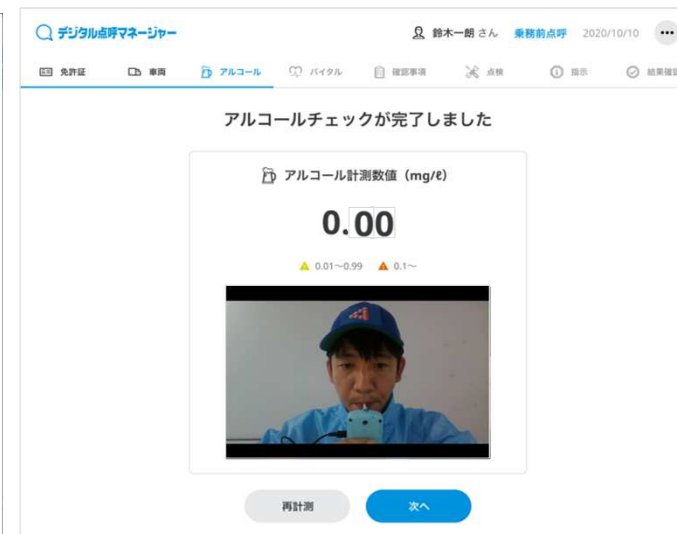 デジタル点呼マネージャー
鈴木一朗 さん 乗務前点呼 2020/10/10 •••
免許証 車両 アルコール バイタル 確認事項 点検 指示 結果確認
アルコールチェックが完了しました
アルコール計測数値（mg/ℓ）
0.00
0.01〜0.99 0.1〜
再計測 次へ